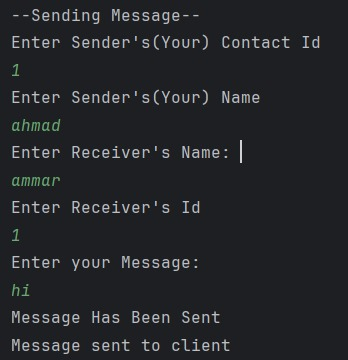 --Sending Message--
Enter Sender's(Your) Contact Id
1
Enter Sender's(Your) Name
ahmad
Enter Receiver's Name:
ammar
Enter Receiver's Id
1
Enter your Message:
hi
Message Has Been Sent
Message sent to client